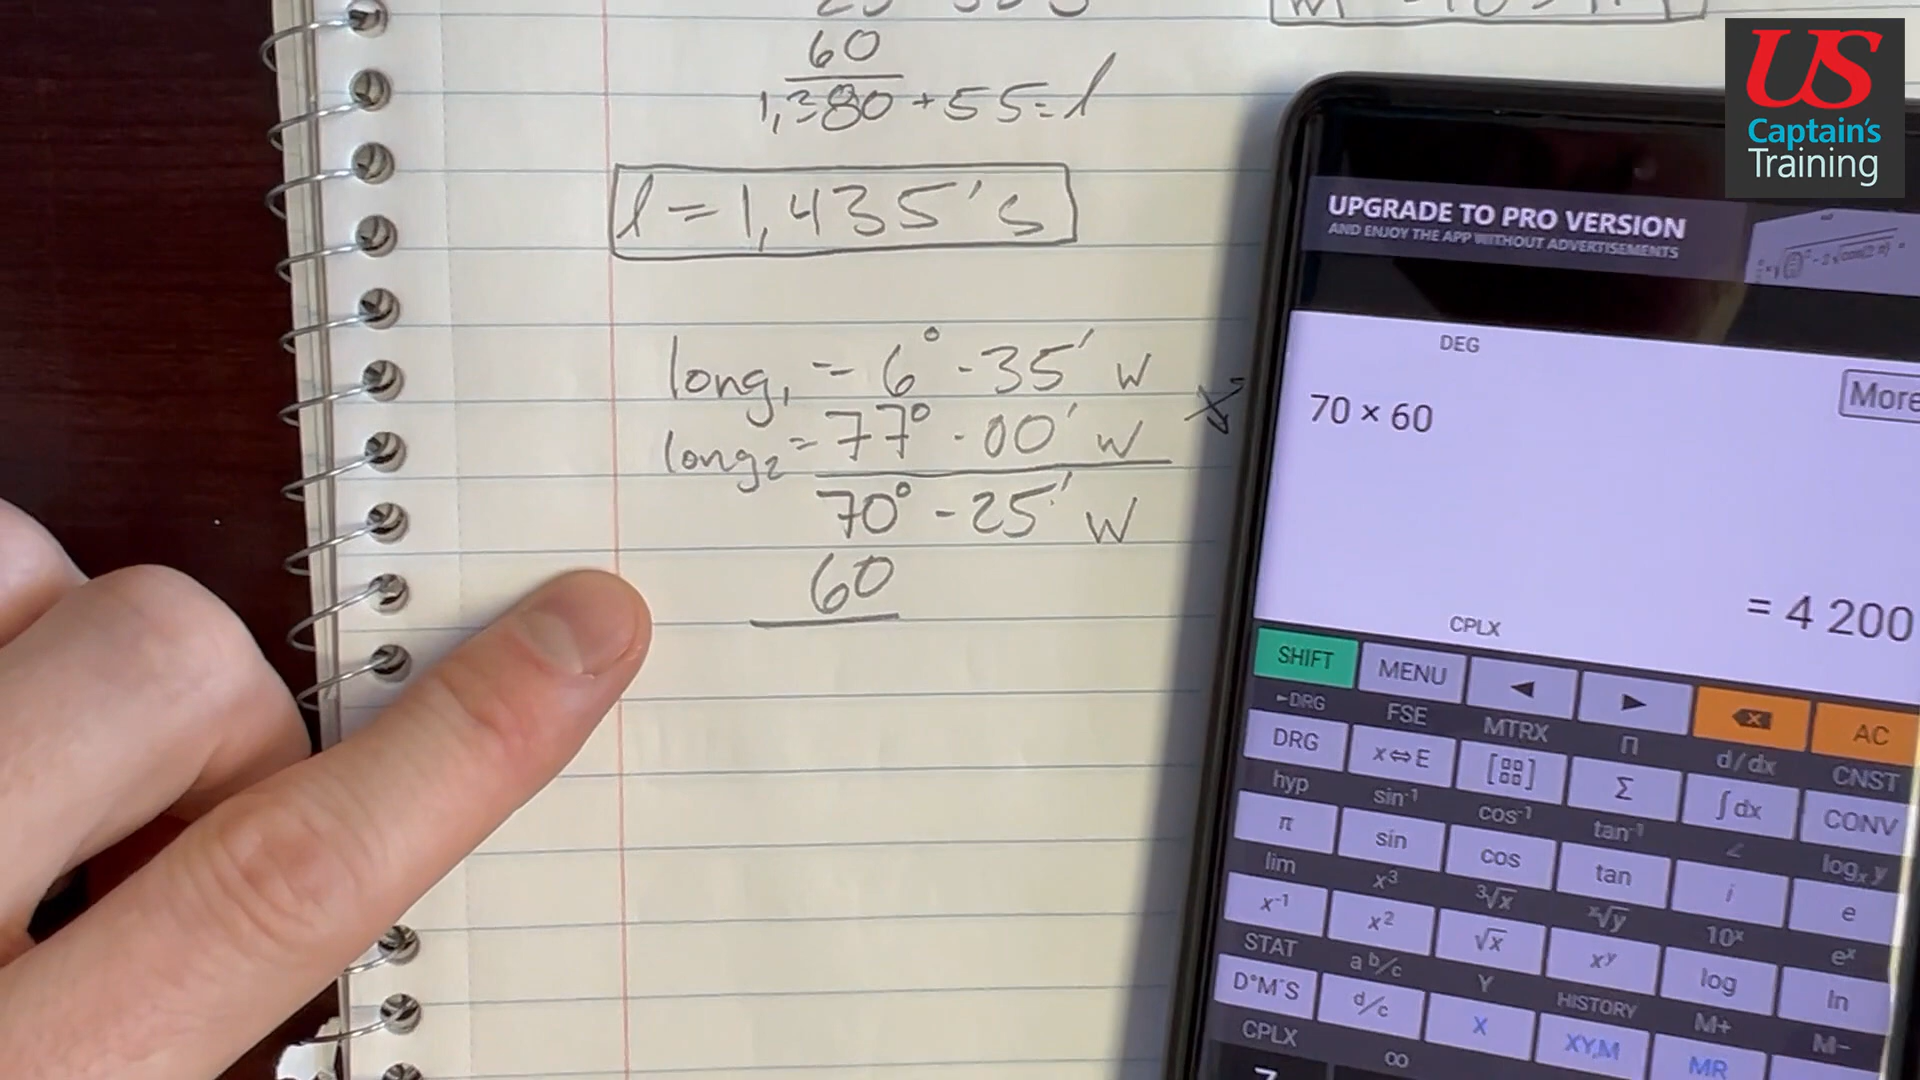 60
1,380 + 55 = l
l = 1,435's
long₁ = 6° - 35' W
long₂ = 77° - 00' W
70° - 25' W
60
US
Captain's
Training
UPGRADE TO PRO VERSION
AND ENJOY THE APP WITHOUT ADVERTISEMENTS
DEG
More
70 × 60
= 4 200
CPLX
SHIFT MENU ◄ ► AC
DRG FSE MTRX Π d/dx CNST
DRG x⇔E Σ ∫dx CONV
hyp sin⁻¹ cos⁻¹ tan⁻¹ ∠ logₓy
π sin cos tan i e
lim x³ ³√x ˣ√y 10ˣ eˣ
x⁻¹ x² √x xʸ log ln
STAT a b/c Y HISTORY M+ M−
D°M'S d/c X XY,M MR
CPLX ∞
7